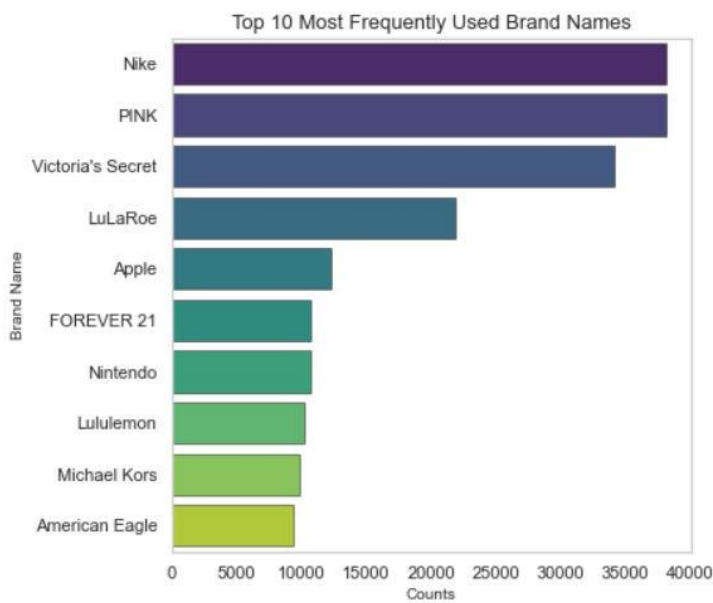 Top 10 Most Frequently Used Brand Names
Nike
PINK
Victoria's Secret
LuLaRoe
Apple
FOREVER 21
Nintendo
Lululemon
Michael Kors
American Eagle
Brand Name
0 5000 10000 15000 20000 25000 30000 35000 40000
Counts